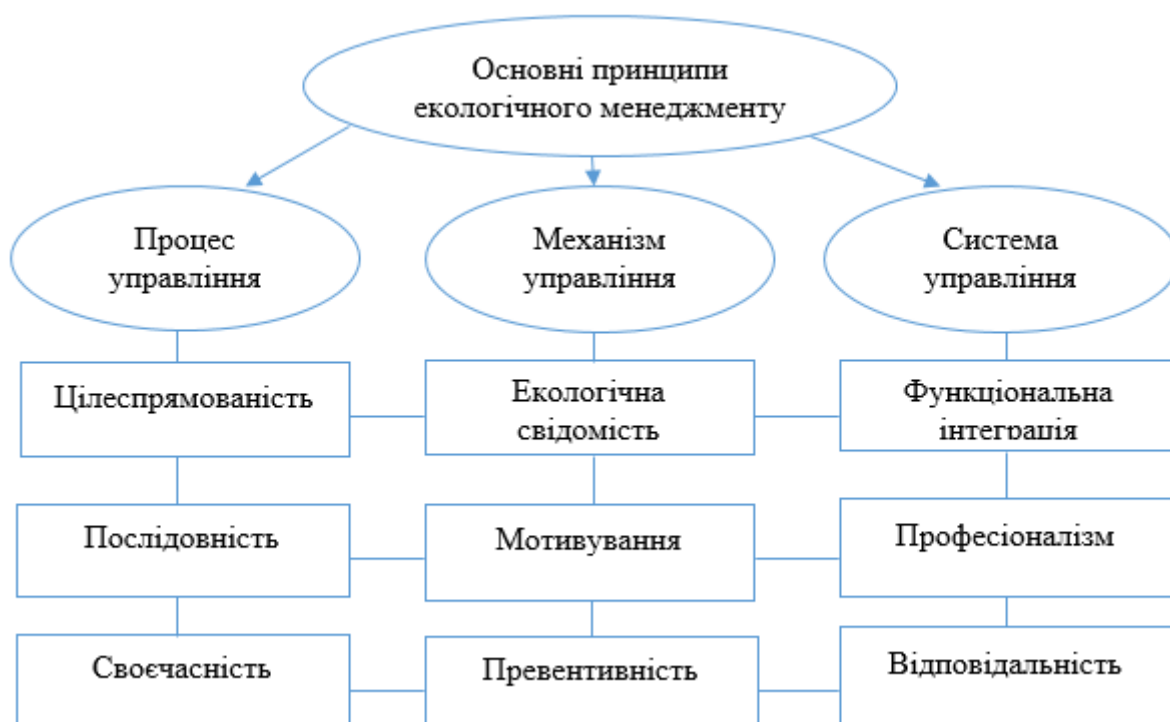 Основні принципи
екологічного менеджменту
Процес
управління
Механізм
управління
Система
управління
Цілеспрямованість
Екологічна
свідомість
Функціональна
інтеграція
Послідовність
Мотивування
Професіоналізм
Своєчасність
Превентивність
Відповідальність